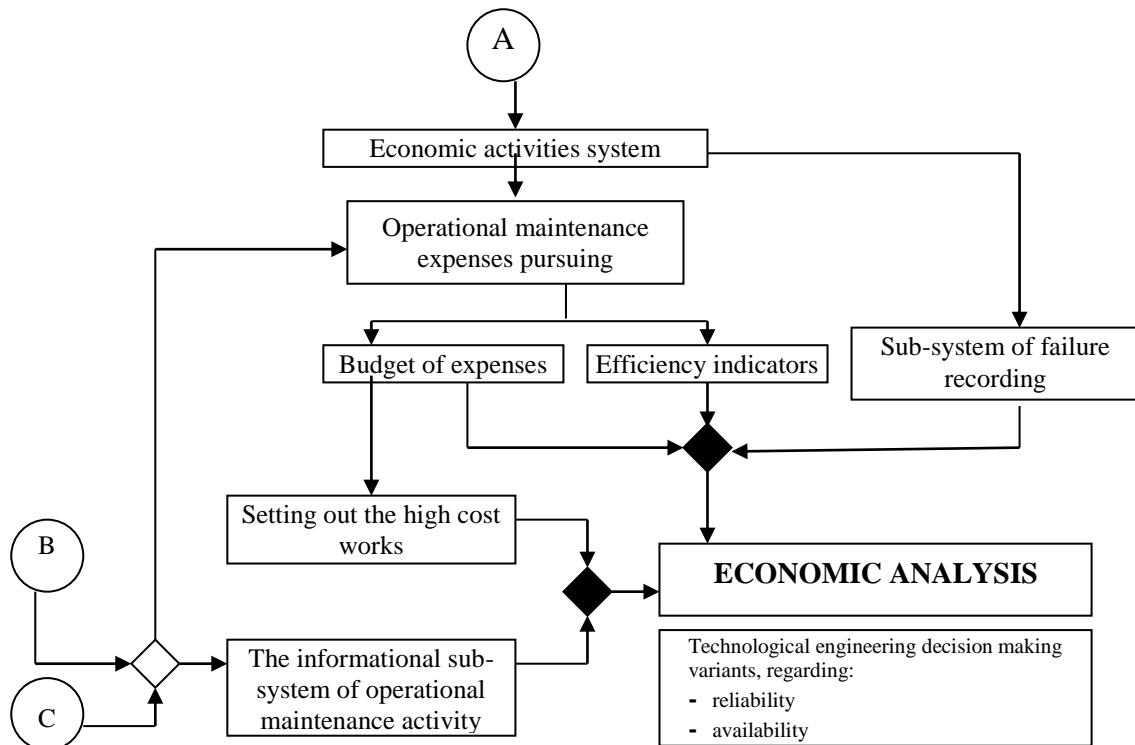 A
Economic activities system
Operational maintenance
expenses pursuing
Budget of expenses
Efficiency indicators
Sub-system of failure
recording
Setting out the high cost
works
B
ECONOMIC ANALYSIS
The informational sub-
system of operational
maintenance activity
C
Technological engineering decision making
variants, regarding:
- reliability
- availability